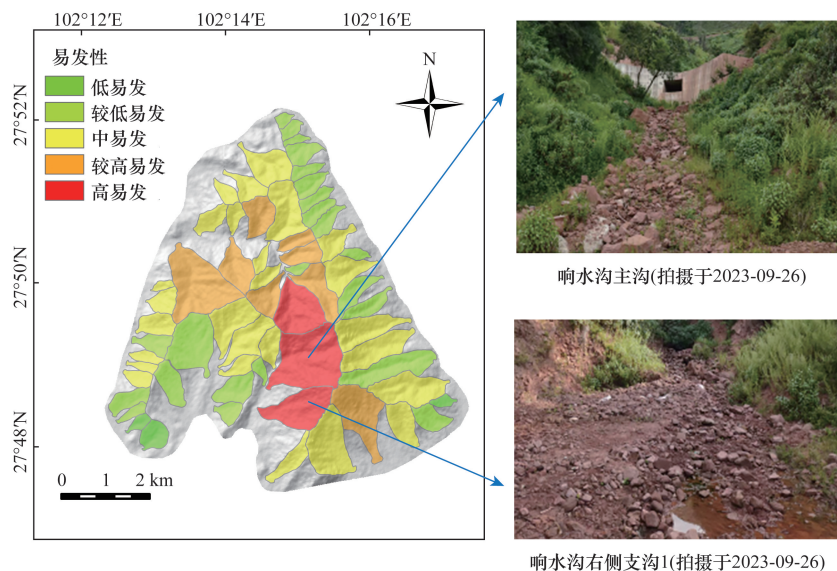 102°12′E
102°14′E
102°16′E
27°52′N
27°50′N
27°48′N
易发性
低易发
较低易发
中易发
较高易发
高易发
N
0 1 2 km
响水沟主沟(拍摄于2023-09-26)
响水沟右侧支沟1(拍摄于2023-09-26)